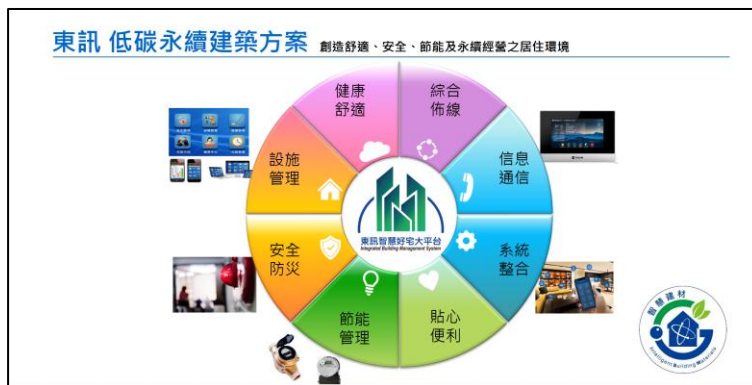 東訊 低碳永續建築方案 創造舒適、安全、節能及永續經營之居住環境
健康
舒適
綜合
佈線
設施
管理
信息
通信
東訊智慧好宅大平台
Integrated Building Management System
安全
防災
系統
整合
節能
管理
貼心
便利
智慧建材
Intelligent Building Materials